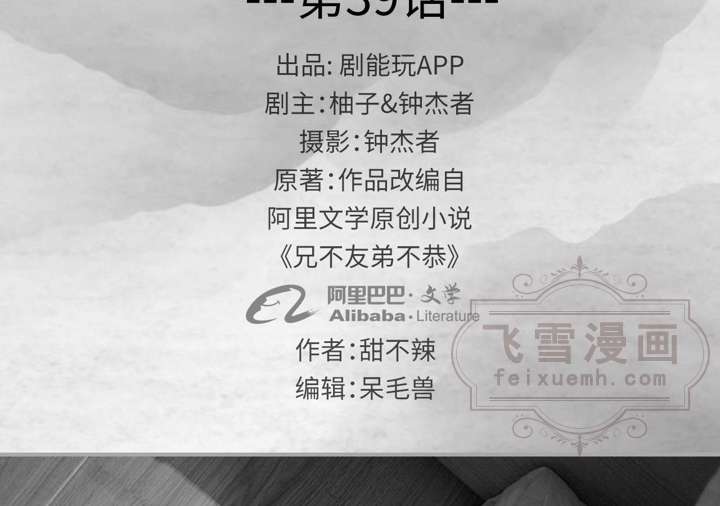 ---第39话---
出品: 剧能玩APP
剧主:柚子&钟杰者
摄影:钟杰者
原著:作品改编自
阿里文学原创小说
《兄不友弟不恭》
阿里巴巴·文学
Alibaba·Literature
作者:甜不辣
编辑:呆毛兽
飞雪漫画
feixuemh.com